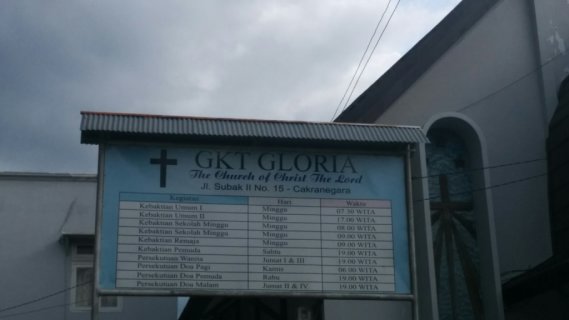 GKT GLORIA
The Church of Christ The Lord
Jl. Subak II No. 15 - Cakranegara
Kegiatan Hari Waktu
Kebaktian Umum I Minggu 07.30 WITA
Kebaktian Umum II Minggu 17.00 WITA
Kebaktian Sekolah Minggu Minggu 08.00 WITA
Kebaktian Sekolah Minggu Minggu 09.00 WITA
Kebaktian Remaja Minggu 09.00 WITA
Kebaktian Pemuda Sabtu 19.00 WITA
Persekutuan Wanita Jumat I & III 19.00 WITA
Persekutuan Doa Pagi Kamis 06.00 WITA
Persekutuan Doa Pemuda Rabu 19.00 WITA
Persekutuan Doa Malam Jumat II & IV 19.00 WITA